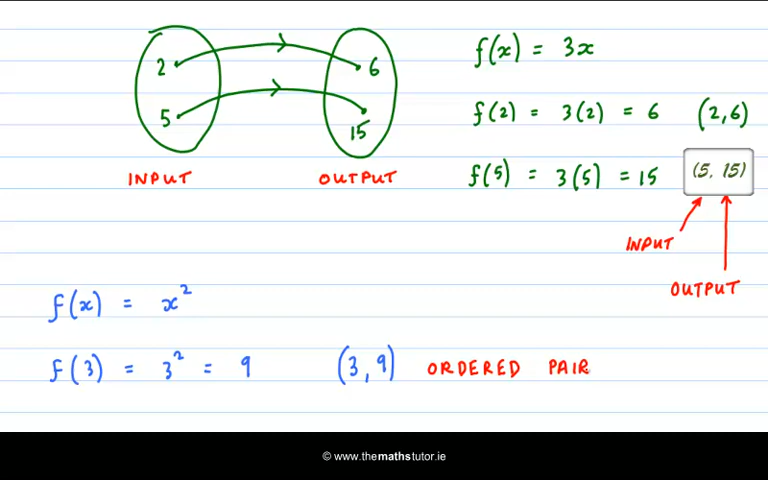 2 6
5 15
INPUT OUTPUT
f(x) = 3x
f(2) = 3(2) = 6 (2,6)
f(5) = 3(5) = 15 (5, 15)
INPUT
OUTPUT
f(x) = x²
f(3) = 3² = 9 (3,9) ORDERED PAIR
© www.themathstutor.ie